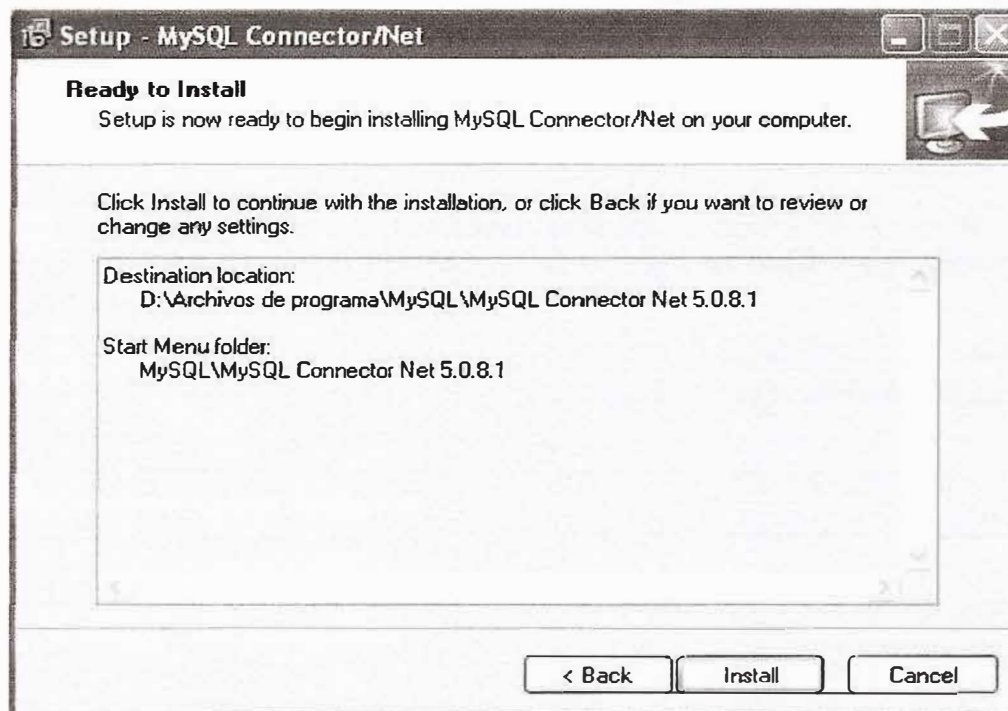 Setup - MySQL Connector/Net
Ready to Install
Setup is now ready to begin installing MySQL Connector/Net on your computer.
Click Install to continue with the installation, or click Back if you want to review or
change any settings.
Destination location:
D:\Archivos de programa\MySQL\MySQL Connector Net 5.0.8.1
Start Menu folder:
MySQL\MySQL Connector Net 5.0.8.1
< Back
Install
Cancel